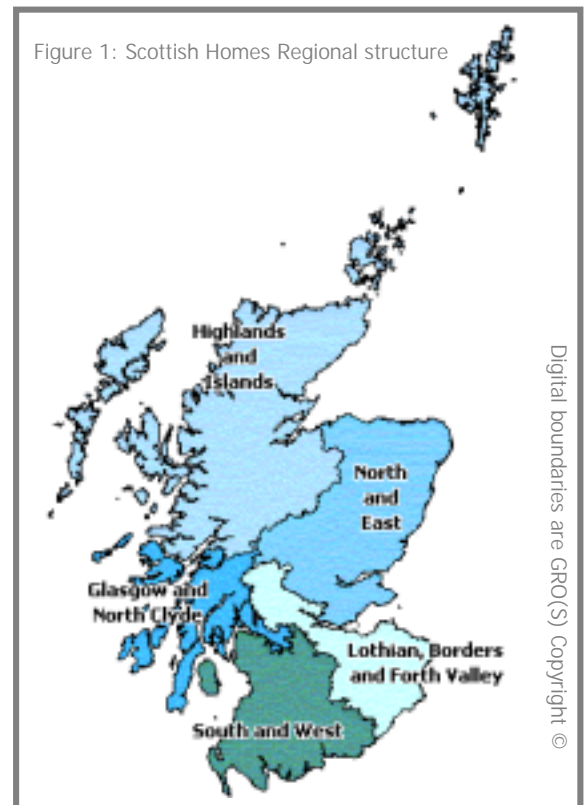 Figure 1: Scottish Homes Regional structure
Highlands
and
Islands
North
and
East
Glasgow and
North Clyde
Lothian, Borders
and Forth Valley
South and West
Digital boundaries are GRO(S) Copyright ©